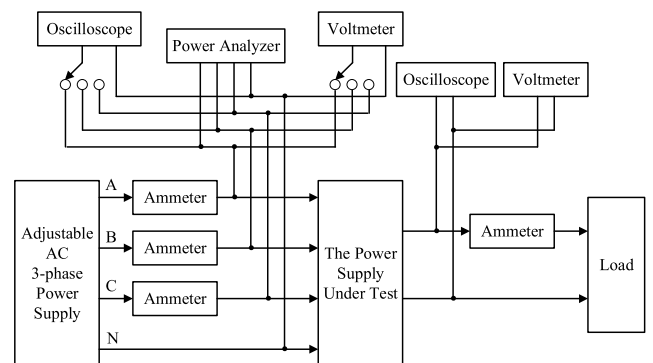 Oscilloscope
Power Analyzer
Voltmeter
Oscilloscope
Voltmeter
A
Ammeter
Adjustable
AC
3-phase
Power
Supply
B
Ammeter
C
Ammeter
N
The Power
Supply
Under Test
Ammeter
Load